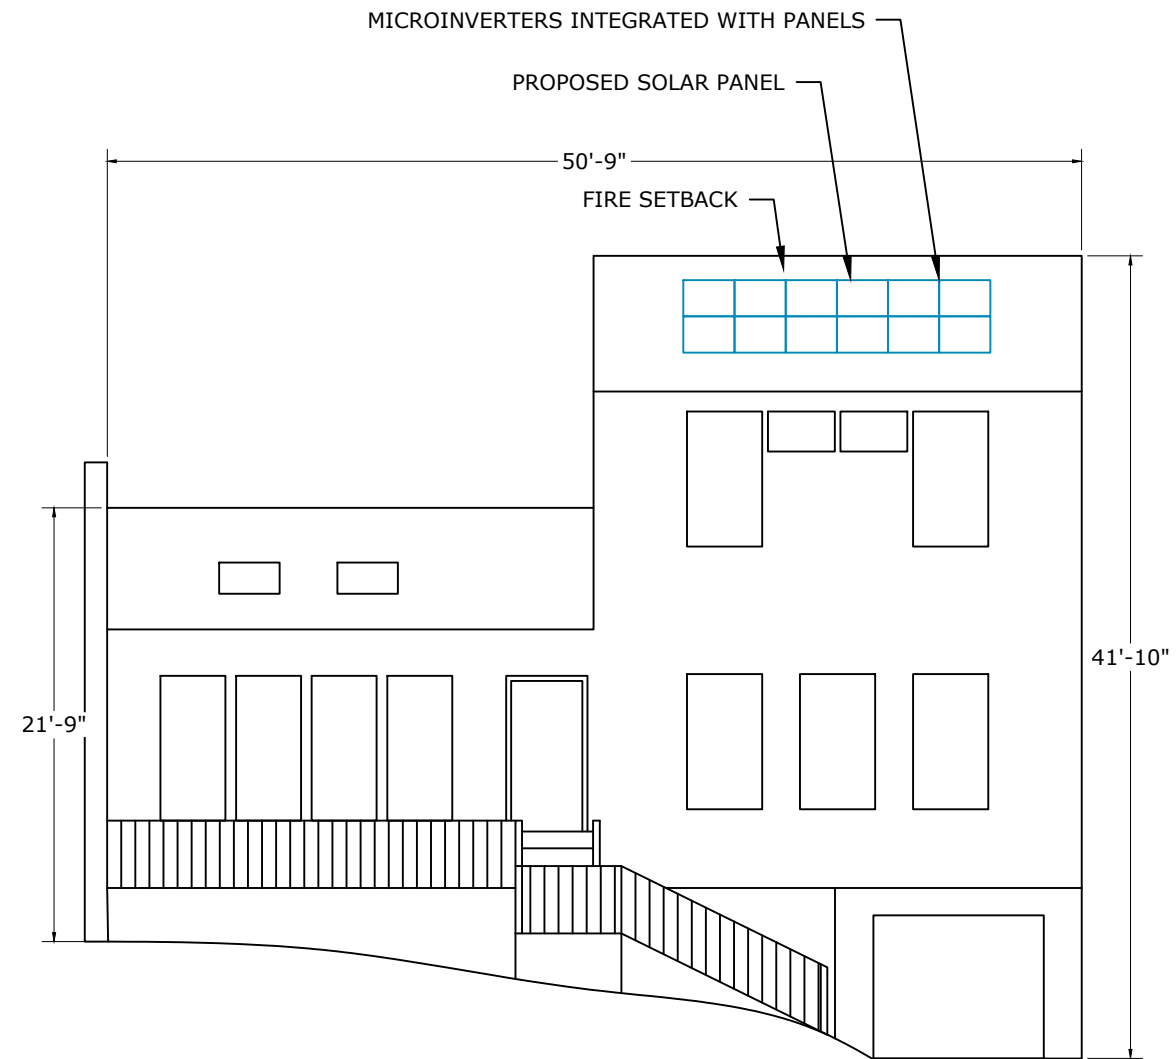 MICROINVERTERS INTEGRATED WITH PANELS
PROPOSED SOLAR PANEL
50'-9"
FIRE SETBACK
41'-10"
21'-9"